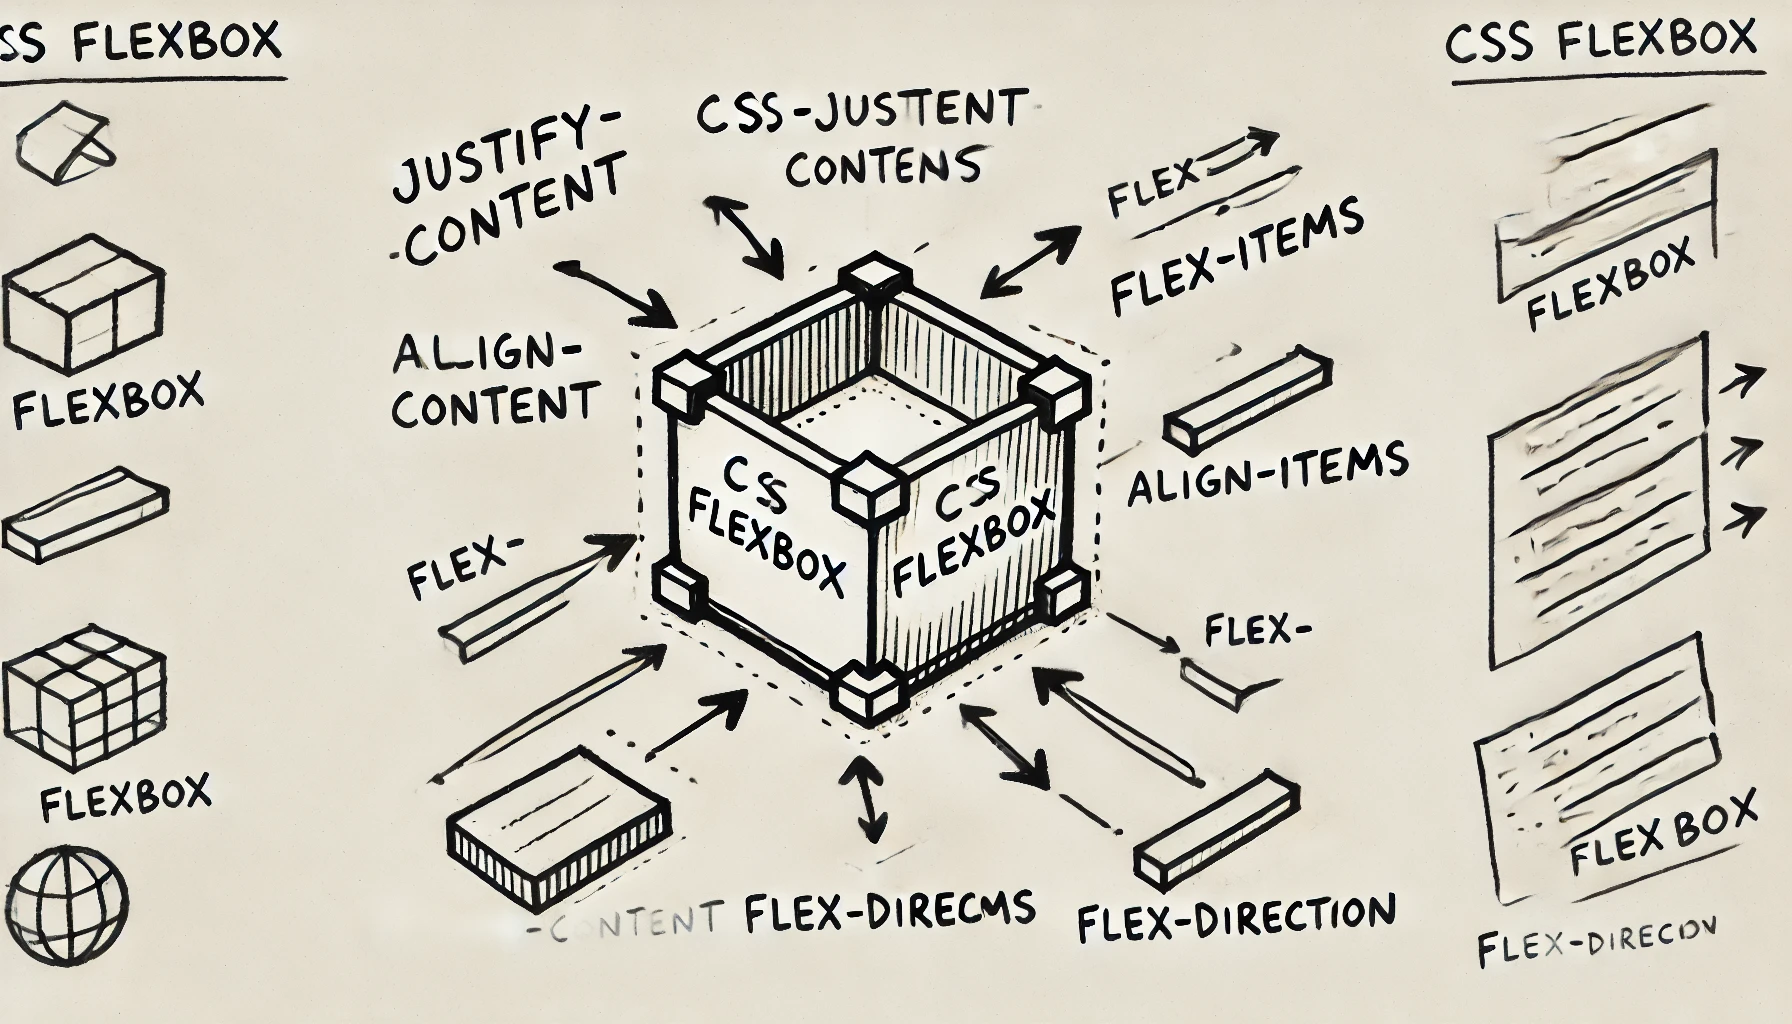 SS FLEXBOX
FLEXBOX
FLEXBOX
JUSTIFY-
-CONTENT
CSS-JUSTENT
CONTENS
FLEX
FLEX-ITEMS
ALIGN-
CONTENT
CSS
FLEXBOX
CSS
FLEXBOX
ALIGN-ITEMS
FLEX-
FLEX-
-CONTENT
FLEX-DIRECMS
FLEX-DIRECTION
CSS FLEXBOX
FLEXBOX
FLEX BOX
FLEX-DIRECION